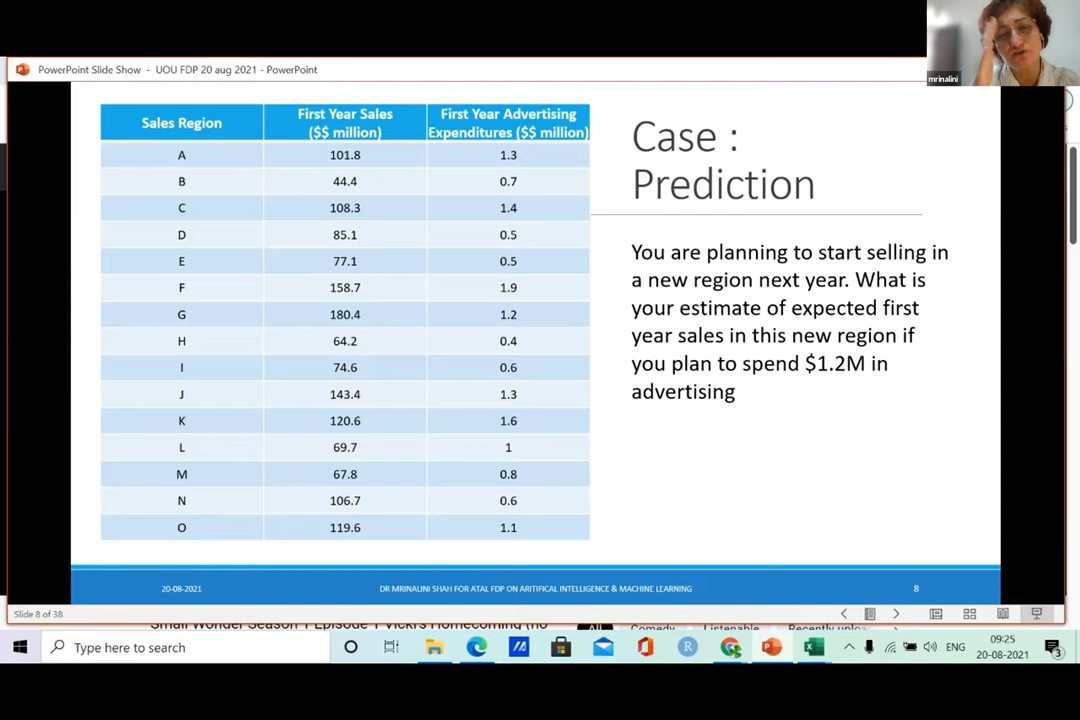 mrinalini
PowerPoint Slide Show - UOU FDP 20 aug 2021 - PowerPoint
Sales Region First Year Sales ($$ million) First Year Advertising Expenditures ($$ million)
A 101.8 1.3
B 44.4 0.7
C 108.3 1.4
D 85.1 0.5
E 77.1 0.5
F 158.7 1.9
G 180.4 1.2
H 64.2 0.4
I 74.6 0.6
J 143.4 1.3
K 120.6 1.6
L 69.7 1
M 67.8 0.8
N 106.7 0.6
O 119.6 1.1
Case :
Prediction
You are planning to start selling in
a new region next year. What is
your estimate of expected first
year sales in this new region if
you plan to spend $1.2M in
advertising
20-08-2021 DR MRINALINI SHAH FOR ATAL FDP ON ARITIFICAL INTELLIGENCE & MACHINE LEARNING 8
Slide 8 of 38
Small Wonder Season 1 Episode 1 Vicki's Homecoming (no
All Comedy Listenable Recently
Type here to search
ENG
09:25
20-08-2021
3